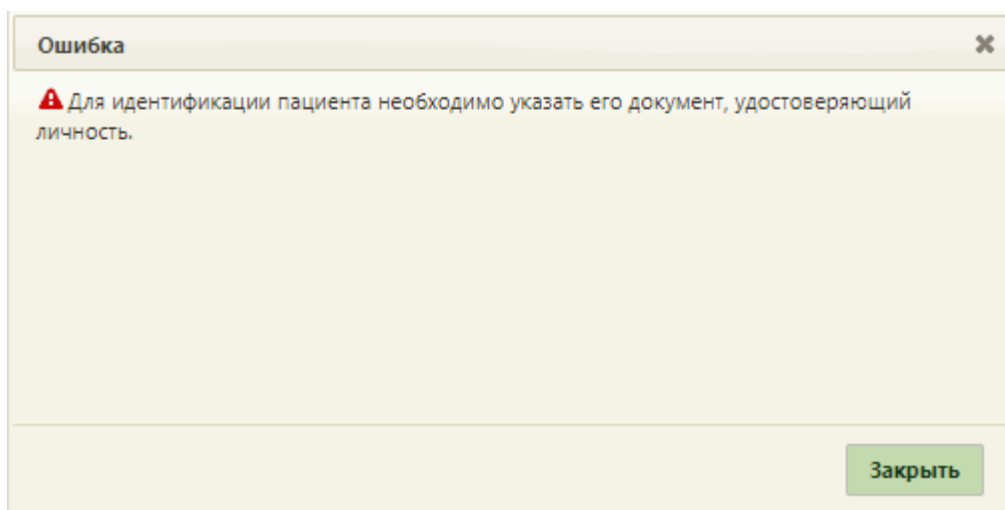 Ошибка
Для идентификации пациента необходимо указать его документ, удостоверяющий
личность.
Закрыть